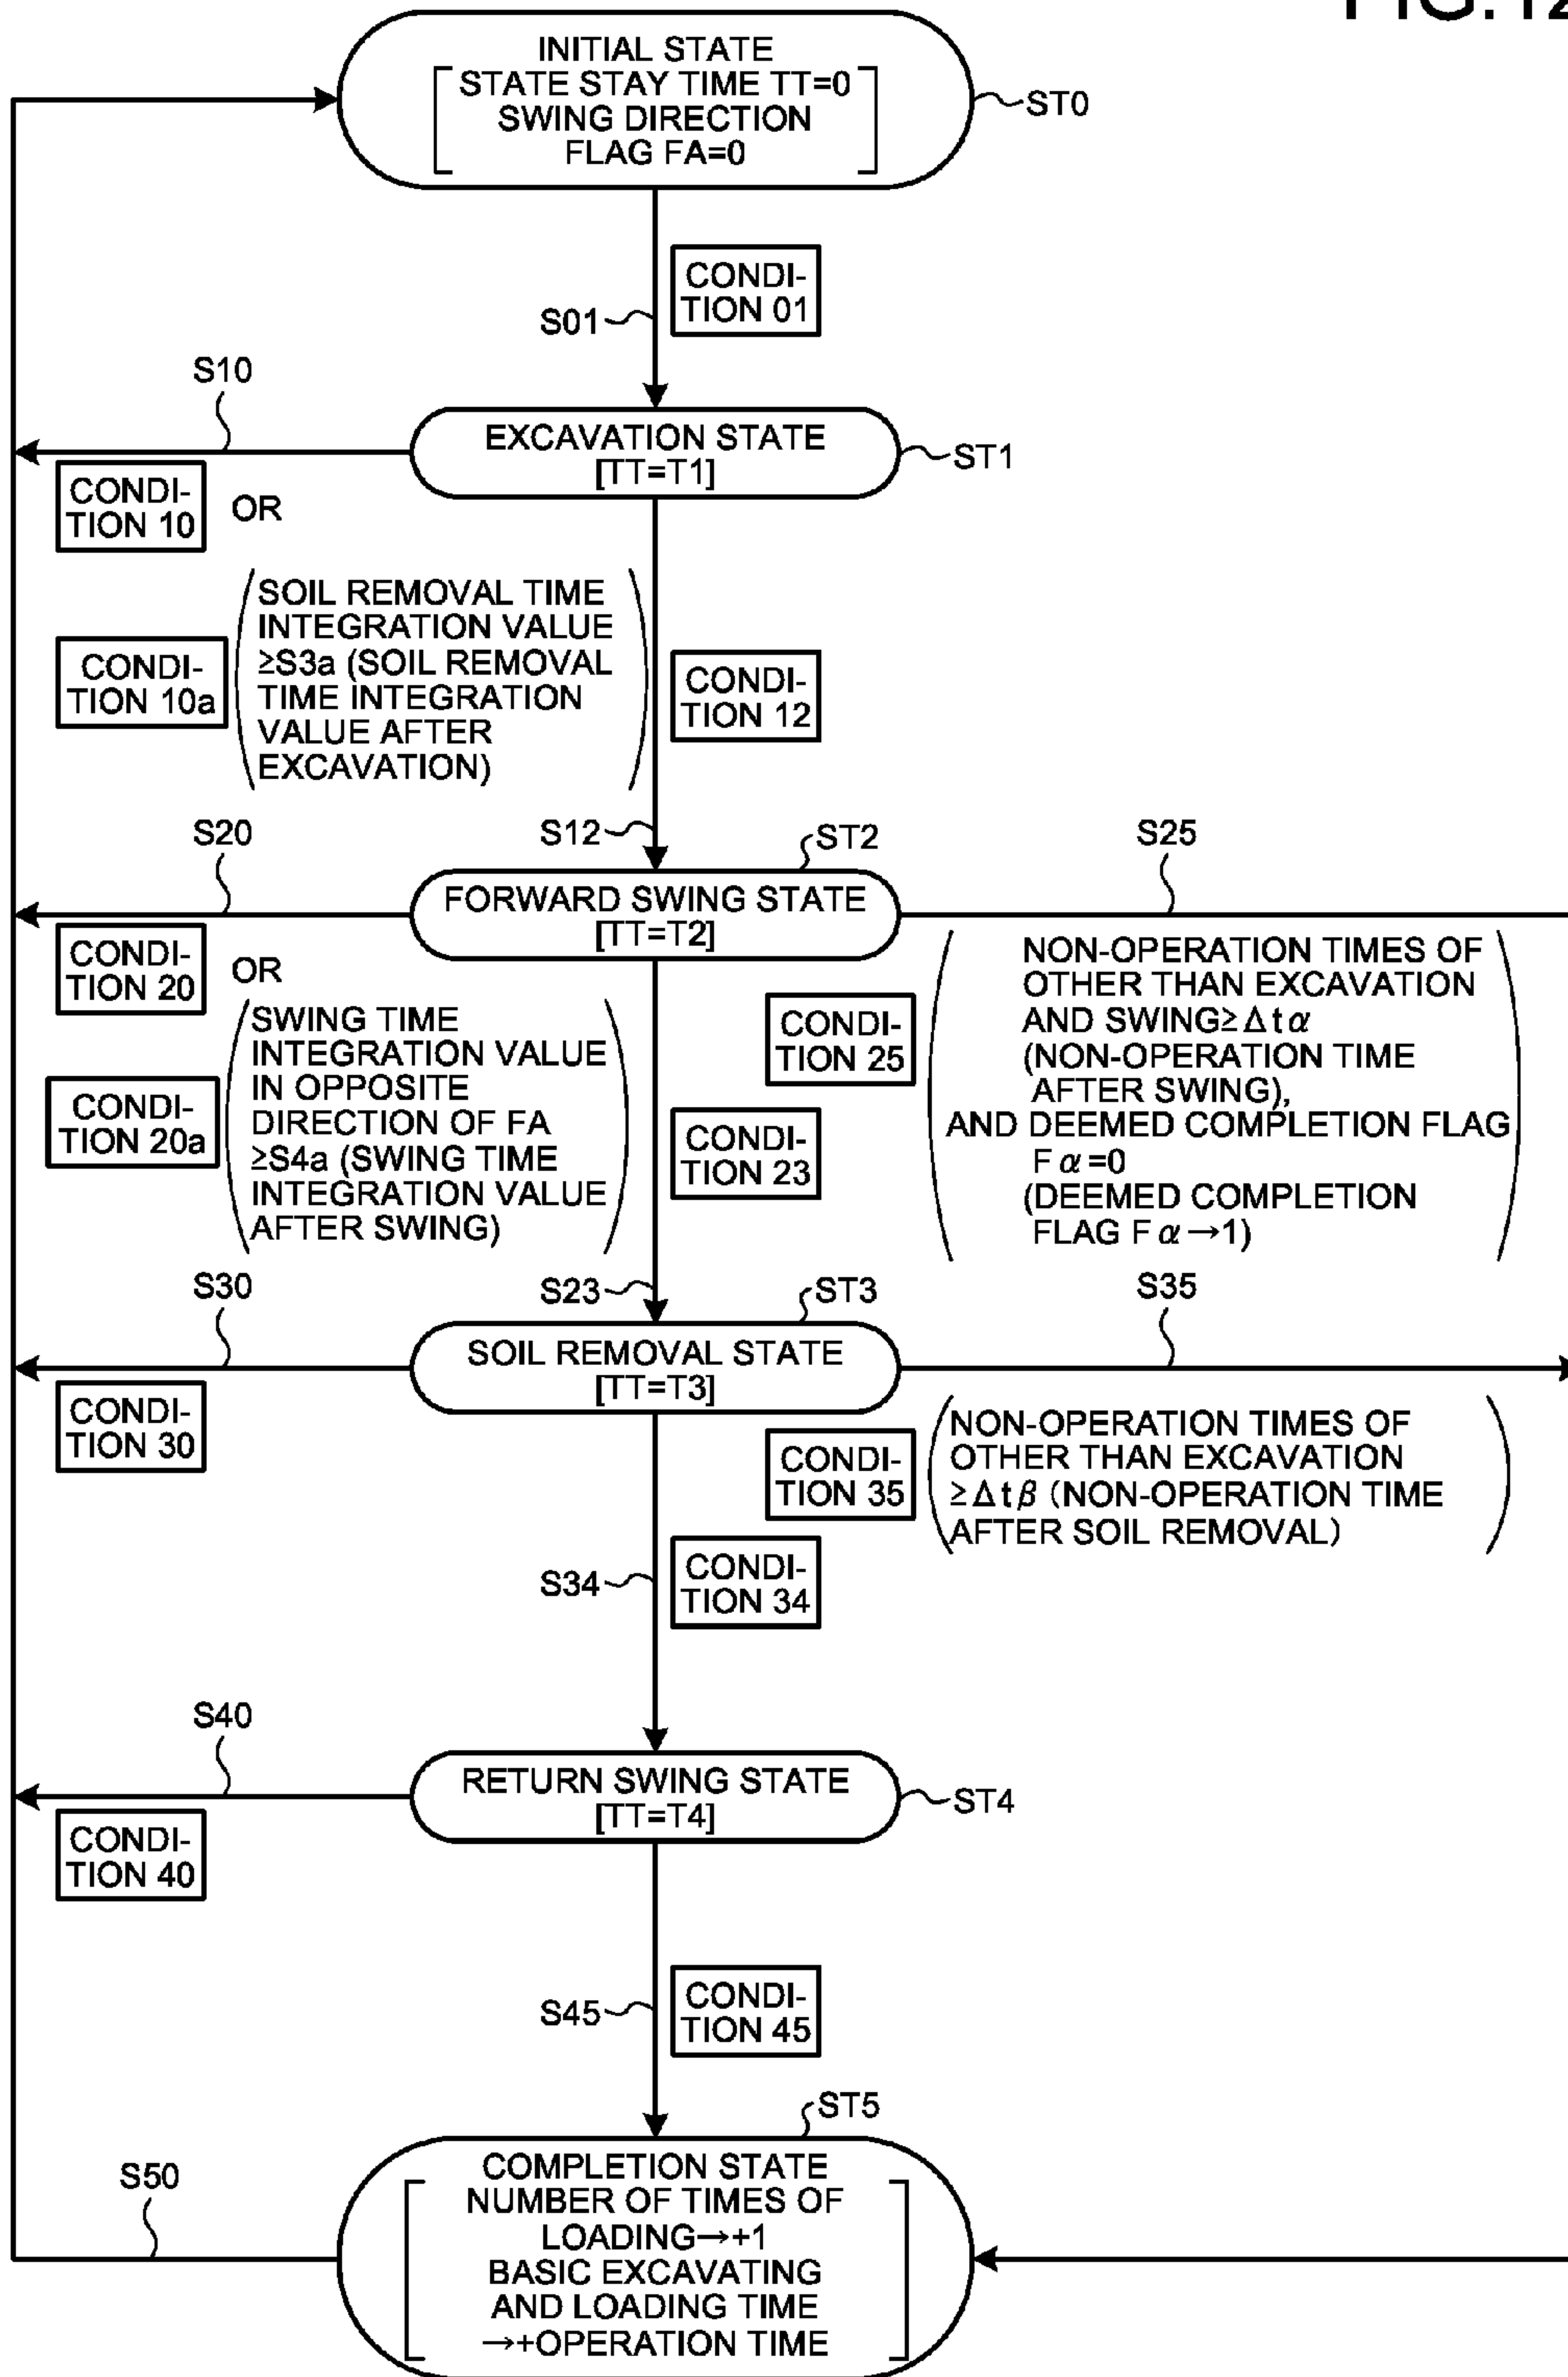 FIG.12
INITIAL STATE
STATE STAY TIME TT=0
SWING DIRECTION
FLAG FA=0
ST0
CONDI-
TION 01
S01
S10
EXCAVATION STATE
[TT=T1]
ST1
CONDI-
TION 10
OR
CONDI-
TION 10a
SOIL REMOVAL TIME
INTEGRATION VALUE
≥S3a (SOIL REMOVAL
TIME INTEGRATION
VALUE AFTER
EXCAVATION)
CONDI-
TION 12
S20
S12
ST2
S25
FORWARD SWING STATE
[TT=T2]
CONDI-
TION 20
OR
CONDI-
TION 20a
SWING TIME
INTEGRATION VALUE
IN OPPOSITE
DIRECTION OF FA
≥S4a (SWING TIME
INTEGRATION VALUE
AFTER SWING)
CONDI-
TION 23
CONDI-
TION 25
NON-OPERATION TIMES OF
OTHER THAN EXCAVATION
AND SWING≥Δtα
(NON-OPERATION TIME
AFTER SWING),
AND DEEMED COMPLETION FLAG
Fα=0
(DEEMED COMPLETION
FLAG Fα→1)
S30
S23
ST3
S35
SOIL REMOVAL STATE
[TT=T3]
CONDI-
TION 30
CONDI-
TION 35
NON-OPERATION TIMES OF
OTHER THAN EXCAVATION
≥Δtβ (NON-OPERATION TIME
AFTER SOIL REMOVAL)
S34
CONDI-
TION 34
S40
RETURN SWING STATE
[TT=T4]
ST4
CONDI-
TION 40
S45
CONDI-
TION 45
ST5
S50
COMPLETION STATE
NUMBER OF TIMES OF
LOADING→+1
BASIC EXCAVATING
AND LOADING TIME
→+OPERATION TIME